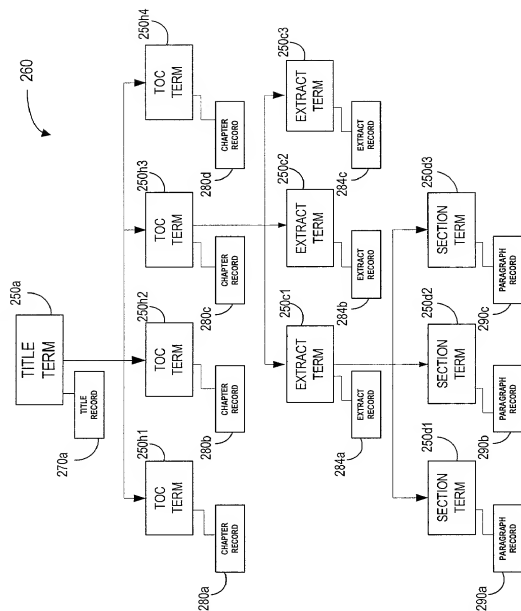 260
250a
TITLE
TERM
TITLE
RECORD
270a
250h1
TOC
TERM
CHAPTER
RECORD
280a
250h2
TOC
TERM
CHAPTER
RECORD
280b
250h3
TOC
TERM
CHAPTER
RECORD
280c
250h4
TOC
TERM
CHAPTER
RECORD
280d
250c1
EXTRACT
TERM
EXTRACT
RECORD
284a
250c2
EXTRACT
TERM
EXTRACT
RECORD
284b
250c3
EXTRACT
TERM
EXTRACT
RECORD
284c
250d1
SECTION
TERM
PARAGRAPH
RECORD
290a
250d2
SECTION
TERM
PARAGRAPH
RECORD
290b
250d3
SECTION
TERM
PARAGRAPH
RECORD
290c